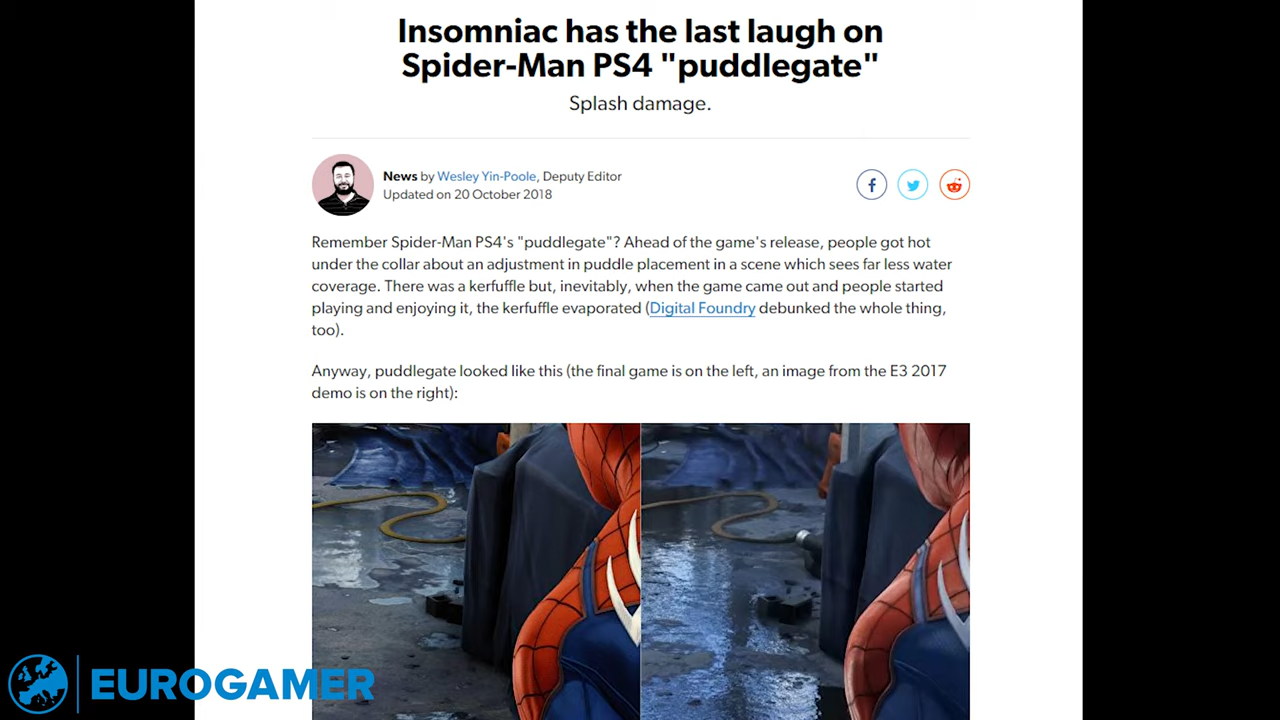 Insomniac has the last laugh on
Spider-Man PS4 "puddlegate"
Splash damage.
News by Wesley Yin-Poole, Deputy Editor
Updated on 20 October 2018
Remember Spider-Man PS4's "puddlegate"? Ahead of the game's release, people got hot
under the collar about an adjustment in puddle placement in a scene which sees far less water
coverage. There was a kerfuffle but, inevitably, when the game came out and people started
playing and enjoying it, the kerfuffle evaporated (Digital Foundry debunked the whole thing,
too).
Anyway, puddlegate looked like this (the final game is on the left, an image from the E3 2017
demo is on the right):
EUROGAMER